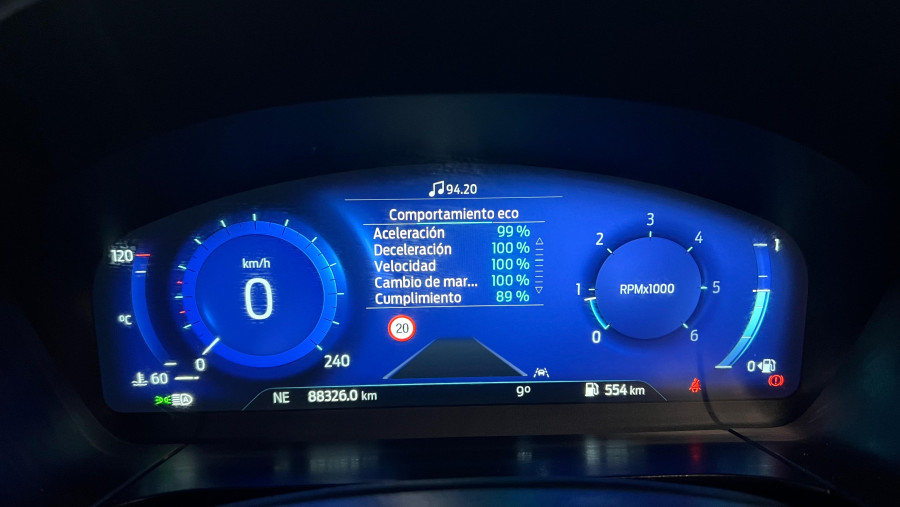 94.20
Comportamiento eco
Aceleración 99 %
Deceleración 100 %
Velocidad 100 %
Cambio de mar... 100 %
Cumplimiento 89 %
20
120
°C
60
km/h
0
0
240
RPMx1000
0
1
2
3
4
5
6
1
0
A
NE 88326.0 km 9° 554 km